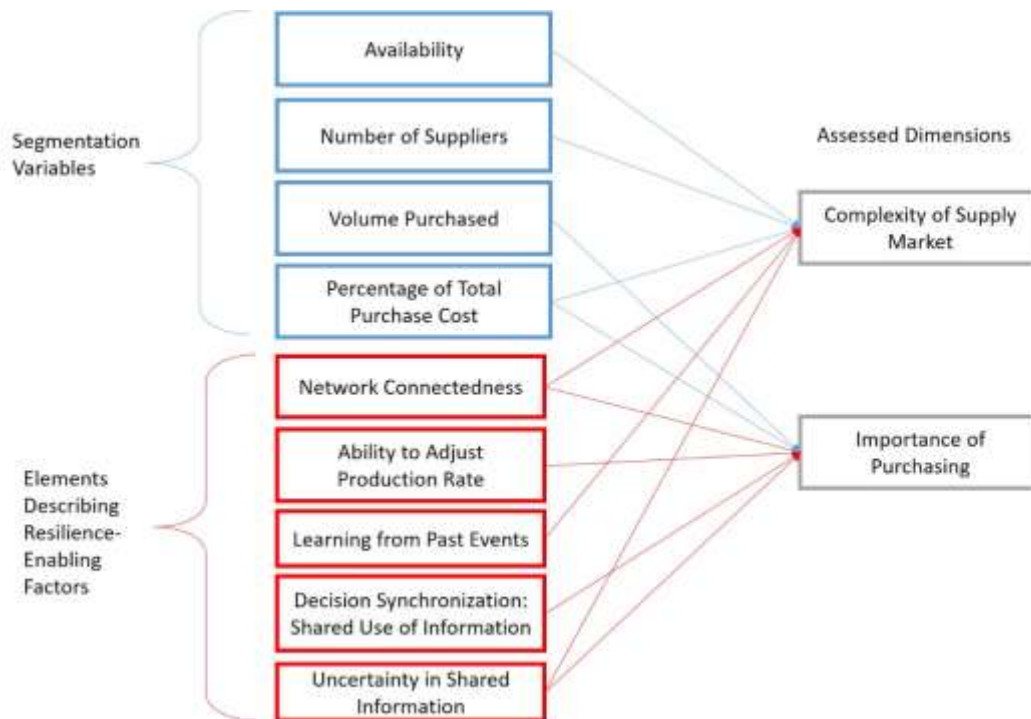 Segmentation
Variables
Availability
Number of Suppliers
Volume Purchased
Percentage of Total
Purchase Cost
Elements
Describing
Resilience-
Enabling
Factors
Network Connectedness
Ability to Adjust
Production Rate
Learning from Past Events
Decision Synchronization:
Shared Use of Information
Uncertainty in Shared
Information
Assessed Dimensions
Complexity of Supply
Market
Importance of
Purchasing